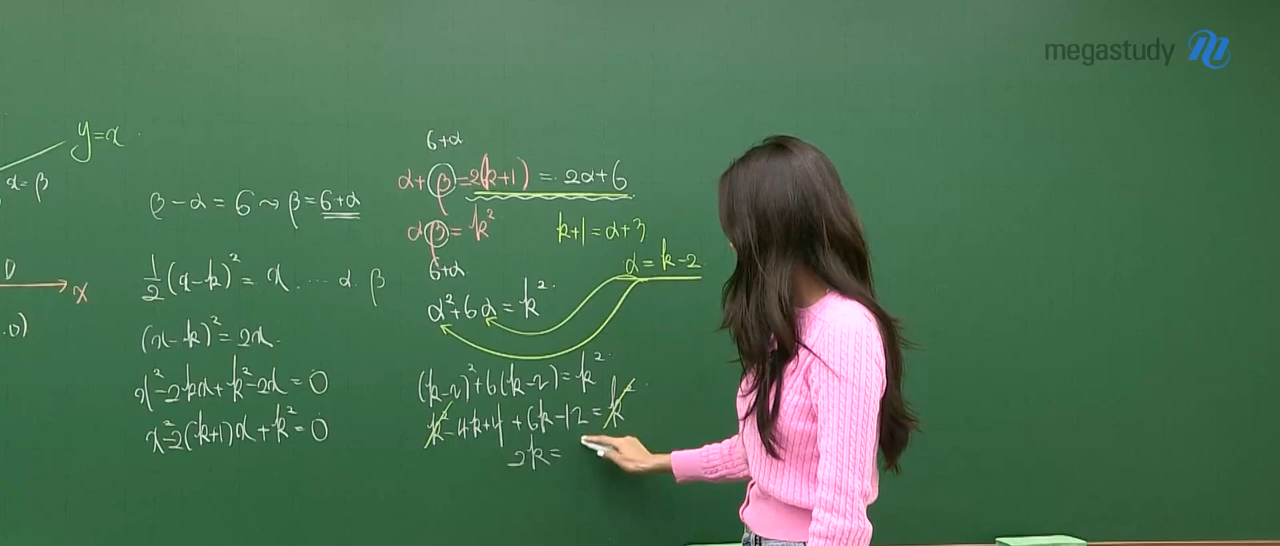 megastudy
y=x
x=β
0
x
.0)
β-α=6 ~> β=6+α
1/2(x-k)²=x .... α. β
(x-k)²=2x.
x²-2kx+k²-2x=0
x²-2(k+1)x+k²=0
6+α
α+β=2(k+1) = 2α+6
αβ=k²
6+α
k+1=α+3
α=k-2
α²+6α=k²
(k-2)²+6(k-2)=k²
k²-4k+4+6k-12=k²
2k=